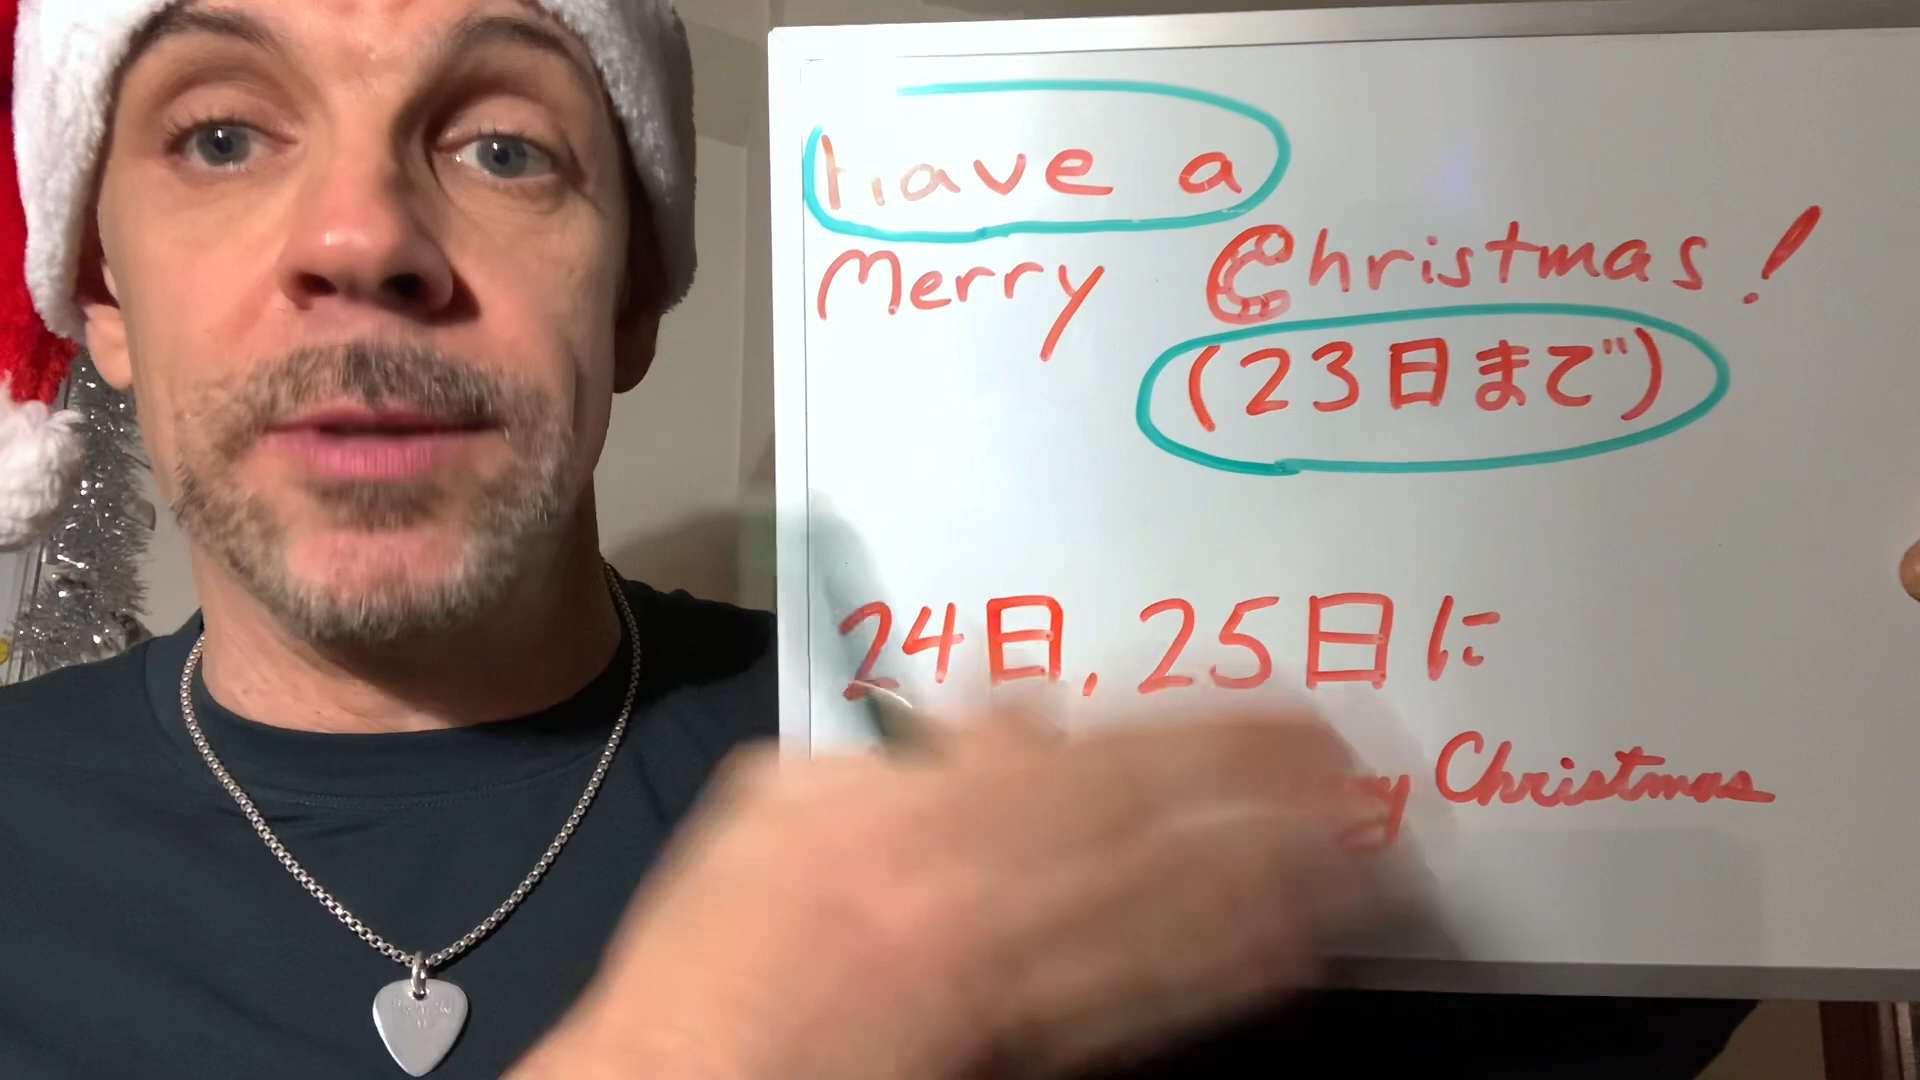 Have a
Merry Christmas!
(23日まで)
24日, 25日に
Christmas